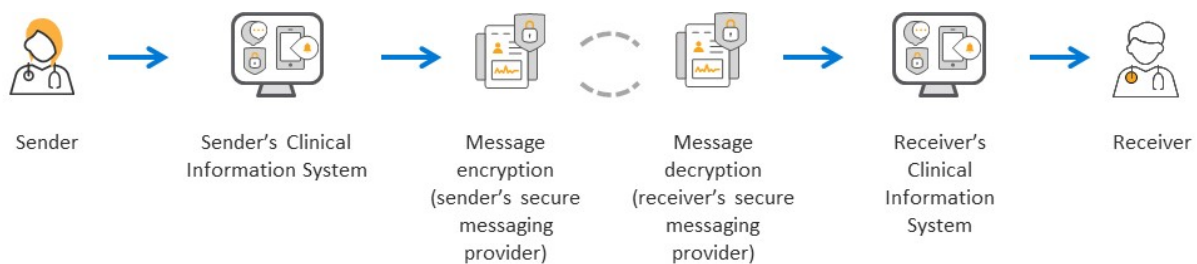 Sender
Sender’s Clinical
Information System
Message
encryption
(sender’s secure
messaging
provider)
Message
decryption
(receiver’s secure
messaging
provider)
Receiver’s
Clinical
Information
System
Receiver